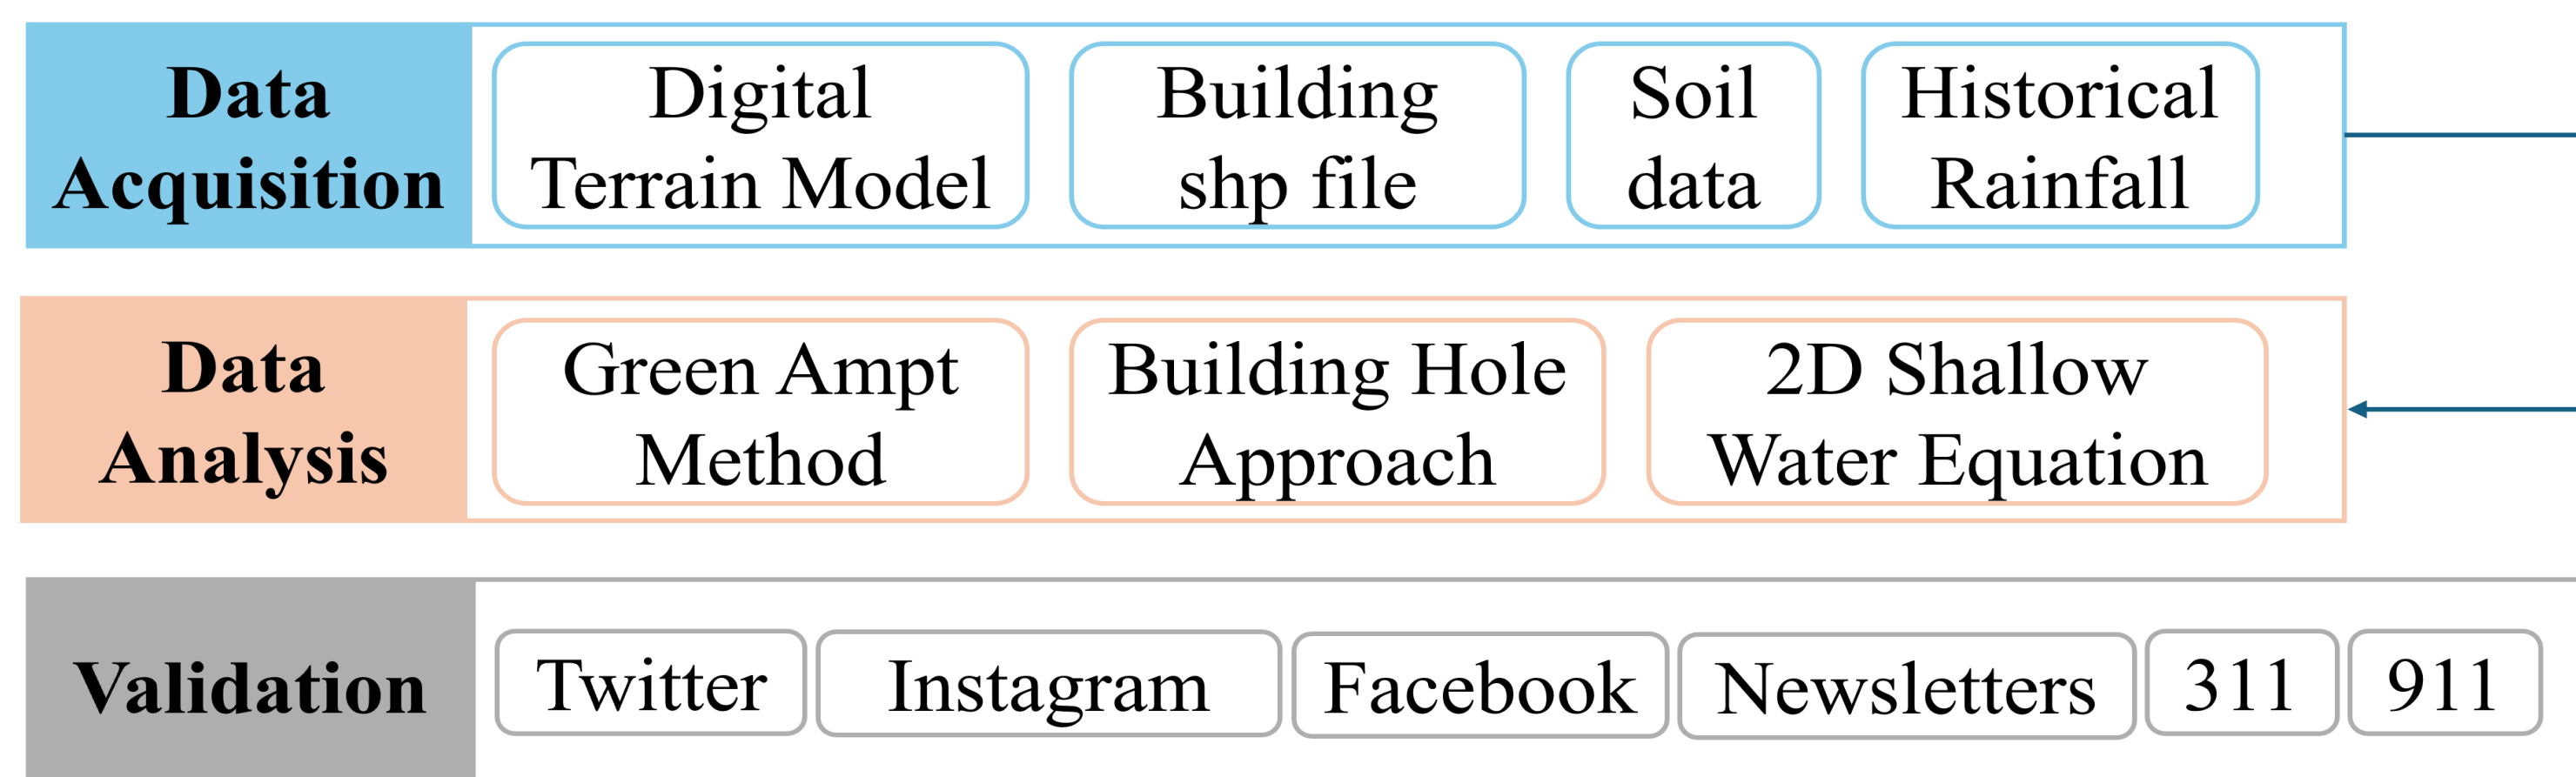 Data
Acquisition
Digital
Terrain Model
Building
shp file
Soil
data
Historical
Rainfall
Data
Analysis
Green Ampt
Method
Building Hole
Approach
2D Shallow
Water Equation
Validation
Twitter
Instagram
Facebook
Newsletters
311
911